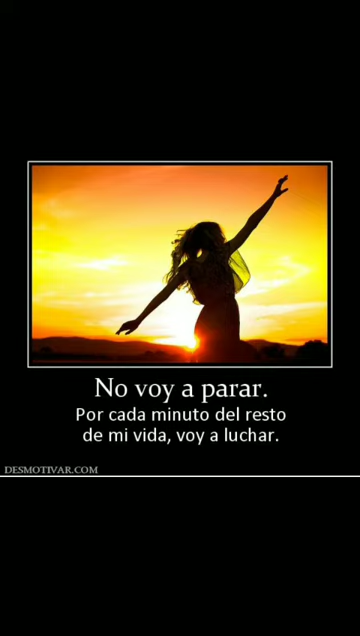 No voy a parar.
Por cada minuto del resto
de mi vida, voy a luchar.
DESMOTIVAR.COM